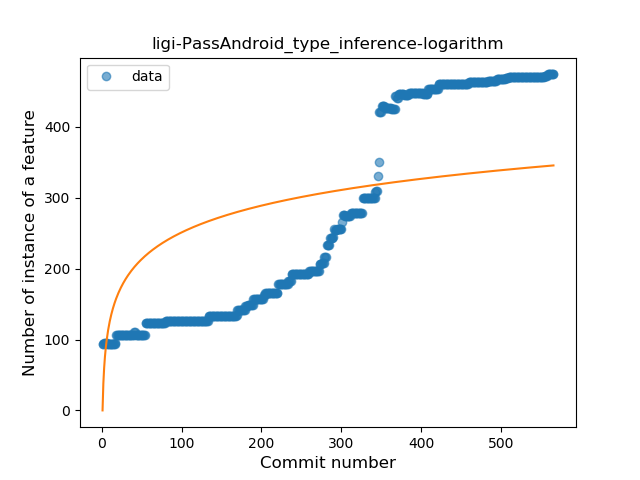 ligi-PassAndroid_type_inference-logarithm
data
Number of instance of a feature
400
300
200
100
0
0 100 200 300 400 500
Commit number